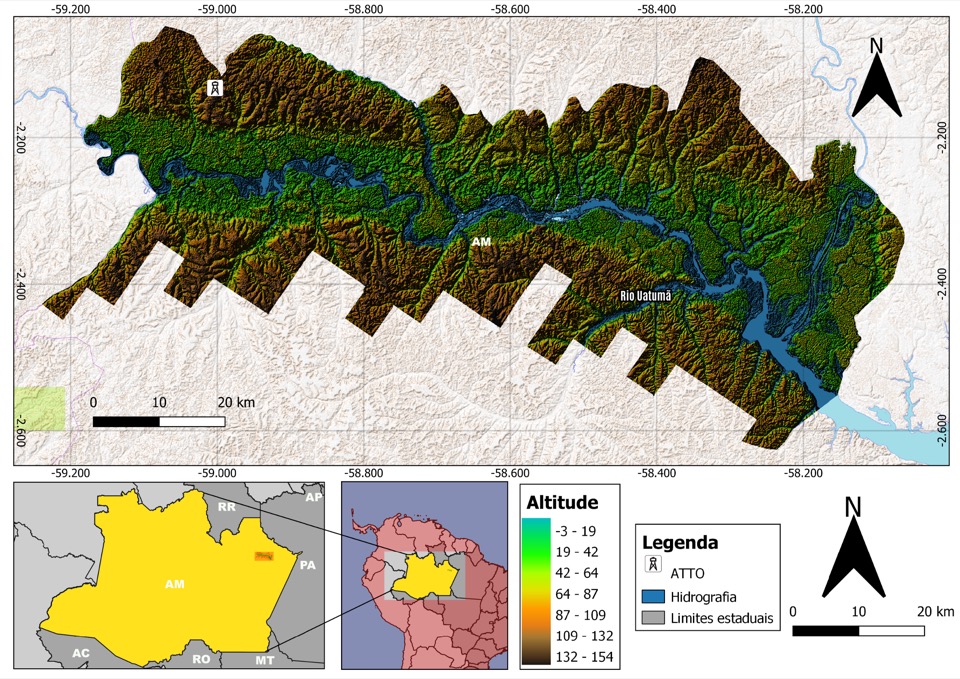 -59.200 -59.000 -58.800 -58.600 -58.400 -58.200
N
-2.200 -2.200
AM
-2.400 -2.400
Rio Uatumã
0 10 20 km
-2.600 -2.600
-59.200 -59.000 -58.800 -58.600 -58.400 -58.200
RR
AP
PA
AM
AC
RO
MT
Altitude
-3 - 19
19 - 42
42 - 64
64 - 87
87 - 109
109 - 132
132 - 154
Legenda
ATTO
Hidrografia
Limites estaduais
N
0 10 20 km